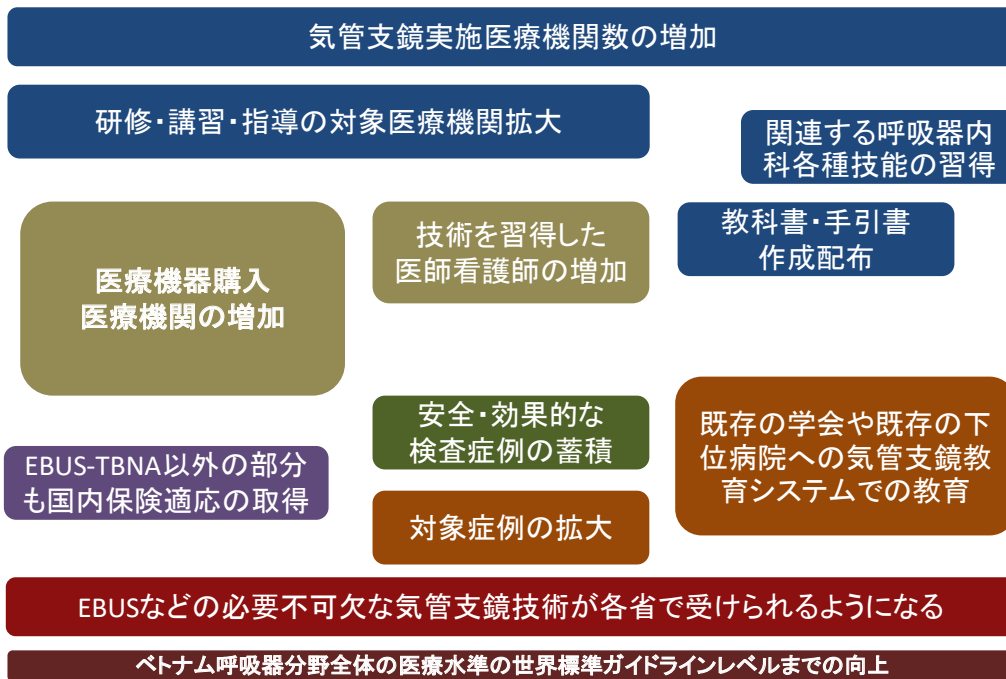 気管支鏡実施医療機関数の増加
研修・講習・指導の対象医療機関拡大
関連する呼吸器内
科各種技能の習得
医療機器購入
医療機関の増加
技術を習得した
医師看護師の増加
教科書・手引書
作成配布
安全・効果的な
検査症例の蓄積
既存の学会や既存の下
位病院への気管支鏡教
育システムでの教育
EBUS-TBNA以外の部分
も国内保険適応の取得
対象症例の拡大
EBUSなどの必要不可欠な気管支鏡技術が各省で受けられるようになる
ベトナム呼吸器分野全体の医療水準の世界標準ガイドラインレベルまでの向上